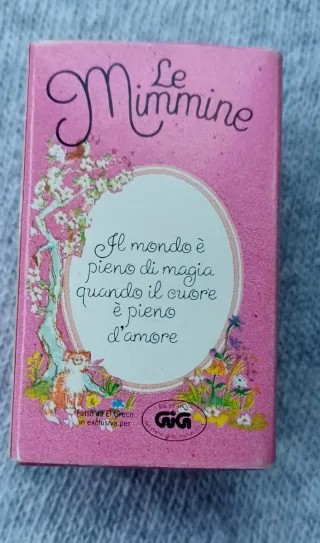 Le
Mimmine
Il mondo è
pieno di magia
quando il cuore
è pieno
d'amore
Fatto da El Greco
in esclusiva per
GiG